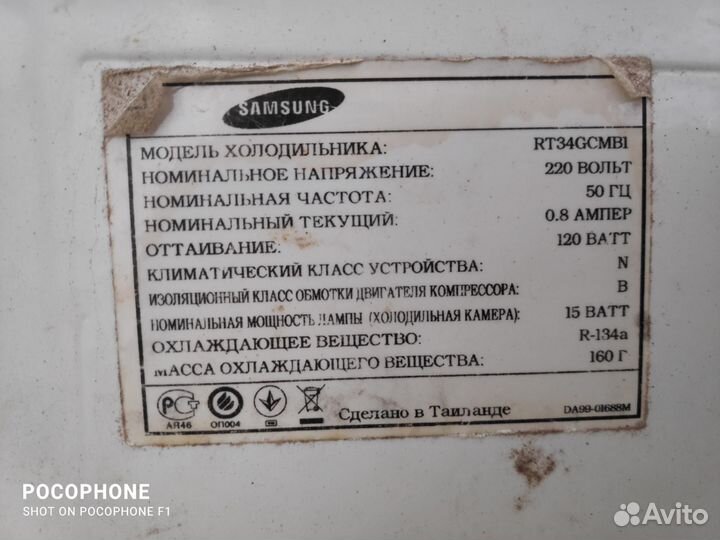 SAMSUNG
МОДЕЛЬ ХОЛОДИЛЬНИКА: RT34GCMB1
НОМИНАЛЬНОЕ НАПРЯЖЕНИЕ: 220 ВОЛЬТ
НОМИНАЛЬНАЯ ЧАСТОТА: 50 ГЦ
НОМИНАЛЬНЫЙ ТЕКУЩИЙ: 0.8 АМПЕР
ОТТАИВАНИЕ: 120 ВАТТ
КЛИМАТИЧЕСКИЙ КЛАСС УСТРОЙСТВА: N
ИЗОЛЯЦИОННЫЙ КЛАСС ОБМОТКИ ДВИГАТЕЛЯ КОМПРЕССОРА: B
НОМИНАЛЬНАЯ МОЩНОСТЬ ЛАМПЫ (ХОЛОДИЛЬНАЯ КАМЕРА): 15 ВАТТ
ОХЛАЖДАЮЩЕЕ ВЕЩЕСТВО: R-134a
МАССА ОХЛАЖДАЮЩЕГО ВЕЩЕСТВА: 160 Г
АЯ46 ОП004 Сделано в Таиланде DA99-01688M
POCOPHONE
SHOT ON POCOPHONE F1
Avito